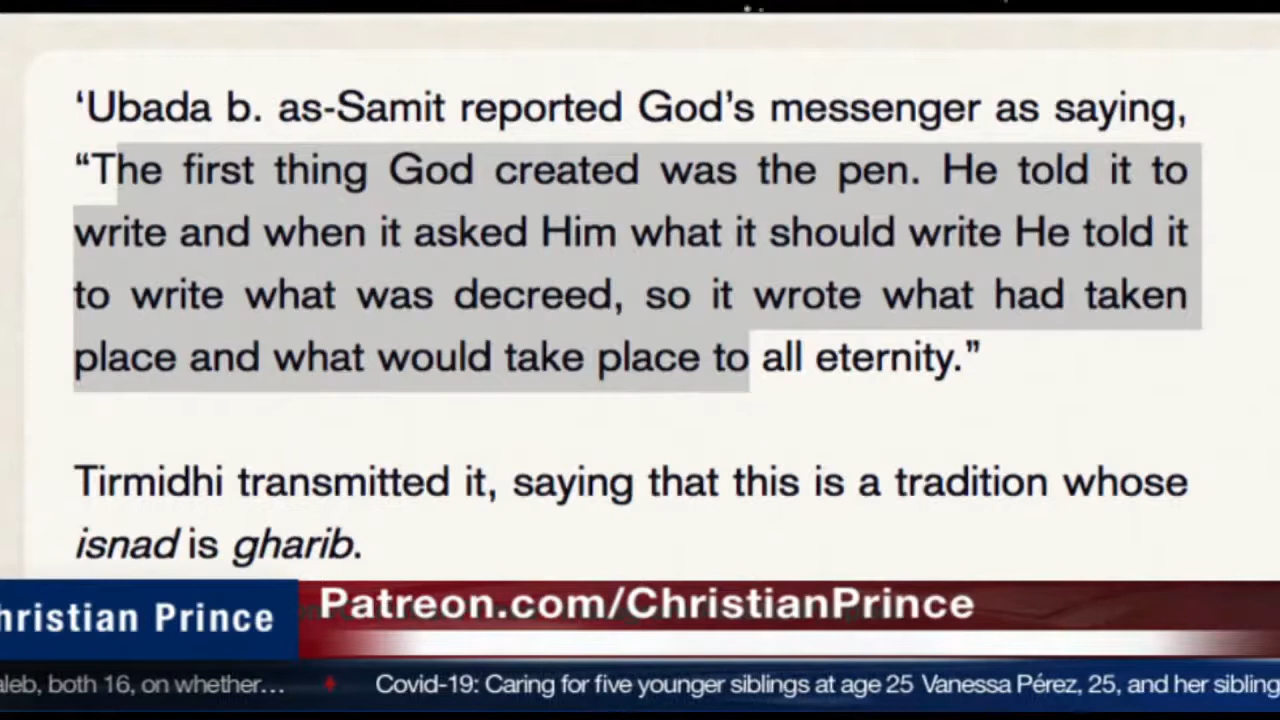 ‘Ubada b. as-Samit reported God’s messenger as saying,
“The first thing God created was the pen. He told it to
write and when it asked Him what it should write He told it
to write what was decreed, so it wrote what had taken
place and what would take place to all eternity.”
Tirmidhi transmitted it, saying that this is a tradition whose
isnad is gharib.
hristian Prince
Patreon.com/ChristianPrince
aleb, both 16, on whether… Covid-19: Caring for five younger siblings at age 25 Vanessa Pérez, 25, and her sibling